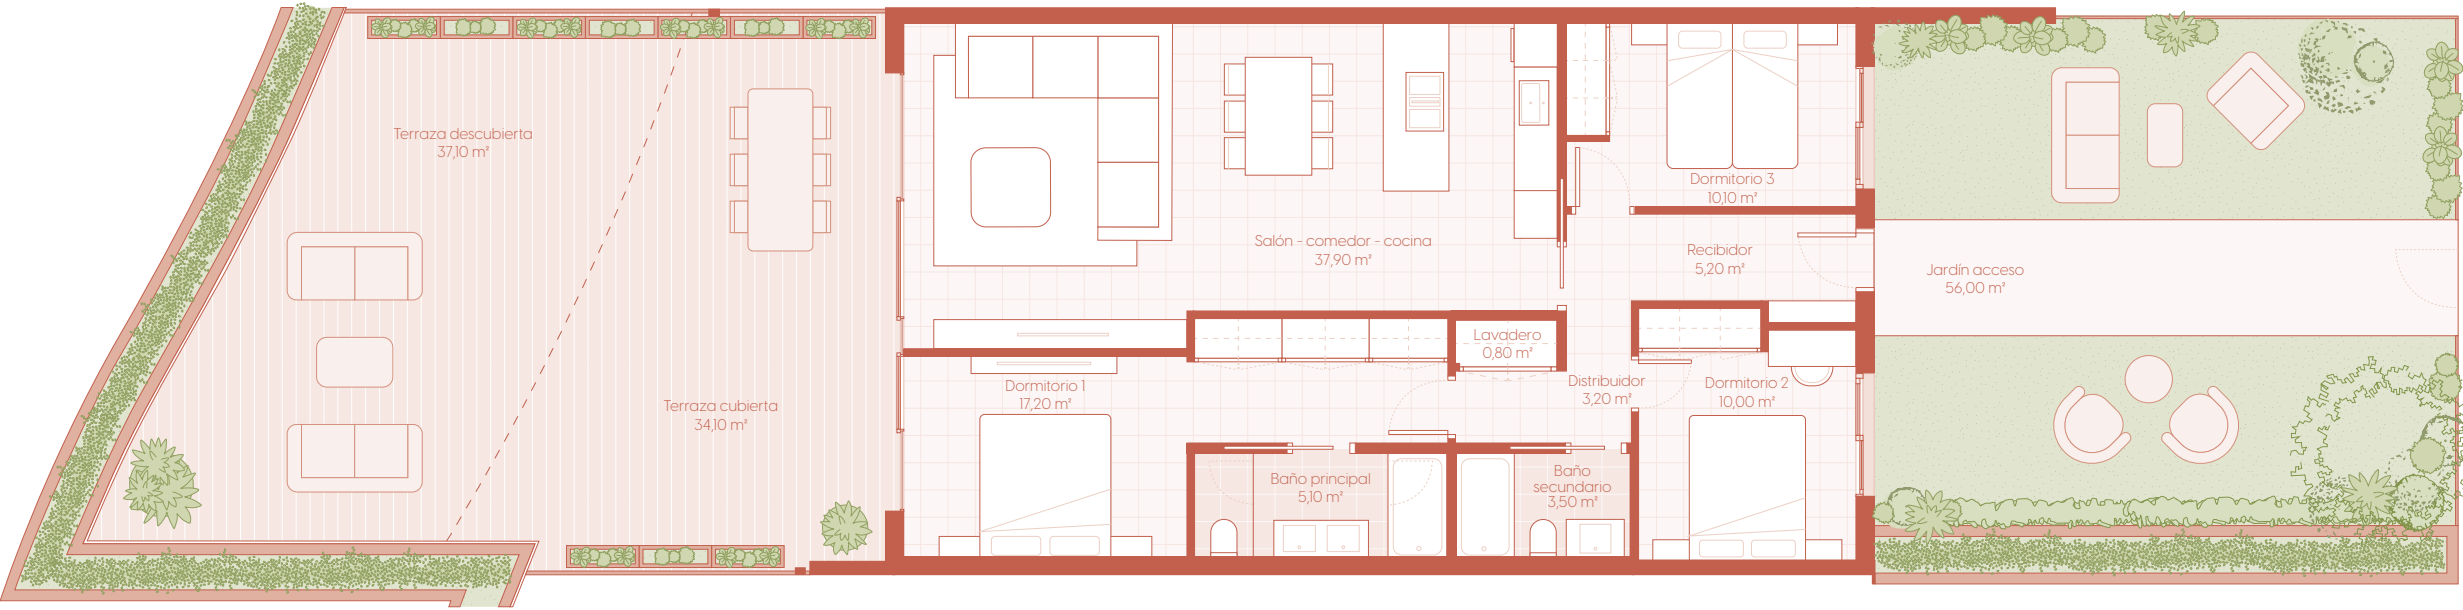 Terraza descubierta
37,10 m²
Terraza cubierta
34,10 m²
Salón - comedor - cocina
37,90 m²
Dormitorio 1
17,20 m²
Lavadero
0,80 m²
Baño principal
5,10 m²
Baño
secundario
3,50 m²
Distribuidor
3,20 m²
Dormitorio 3
10,10 m²
Recibidor
5,20 m²
Dormitorio 2
10,00 m²
Jardín acceso
56,00 m²